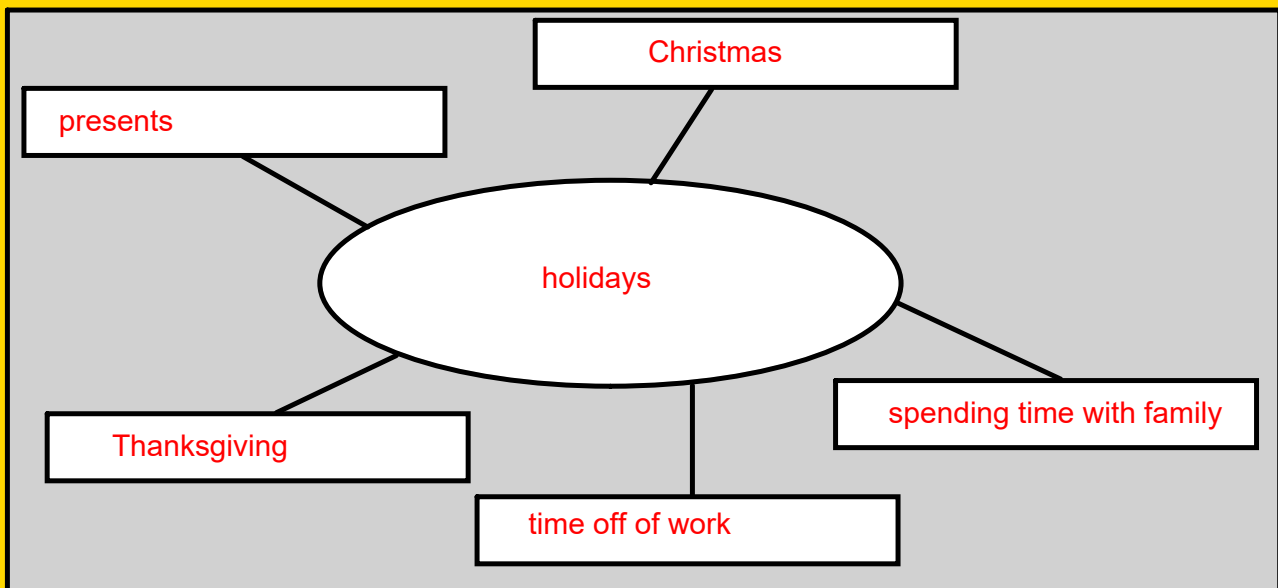 Christmas
presents
holidays
spending time with family
Thanksgiving
time off of work